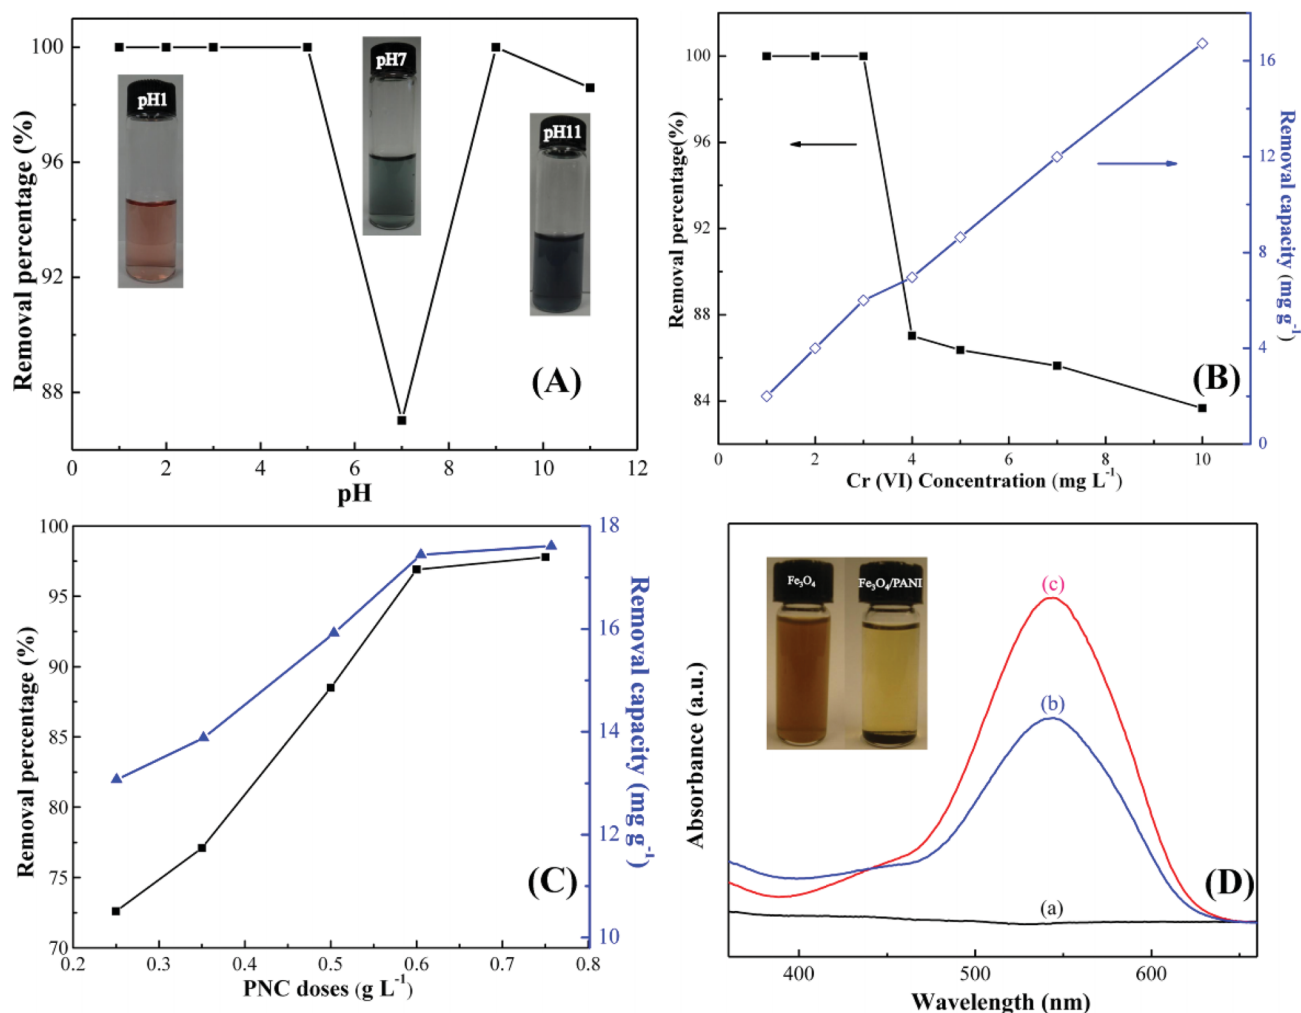 100
96
92
88
0
2
4
6
8
10
12
pH
Removal percentage (%)
pH1
pH7
pH11
(A)
100
96
92
88
84
0
2
4
6
8
10
Cr (VI) Concentration (mg L⁻¹)
Removal percentage(%)
16
12
8
4
0
Removal capacity (mg g⁻¹)
(B)
100
95
90
85
80
75
70
0.2
0.3
0.4
0.5
0.6
0.7
0.8
PNC doses (g L⁻¹)
Removal percentage (%)
18
16
14
12
10
Removal capacity (mg g⁻¹)
(C)
Fe₃O₄
Fe₃O₄/PANI
(c)
(b)
(a)
(D)
Absorbance (a.u.)
400
500
600
Wavelength (nm)